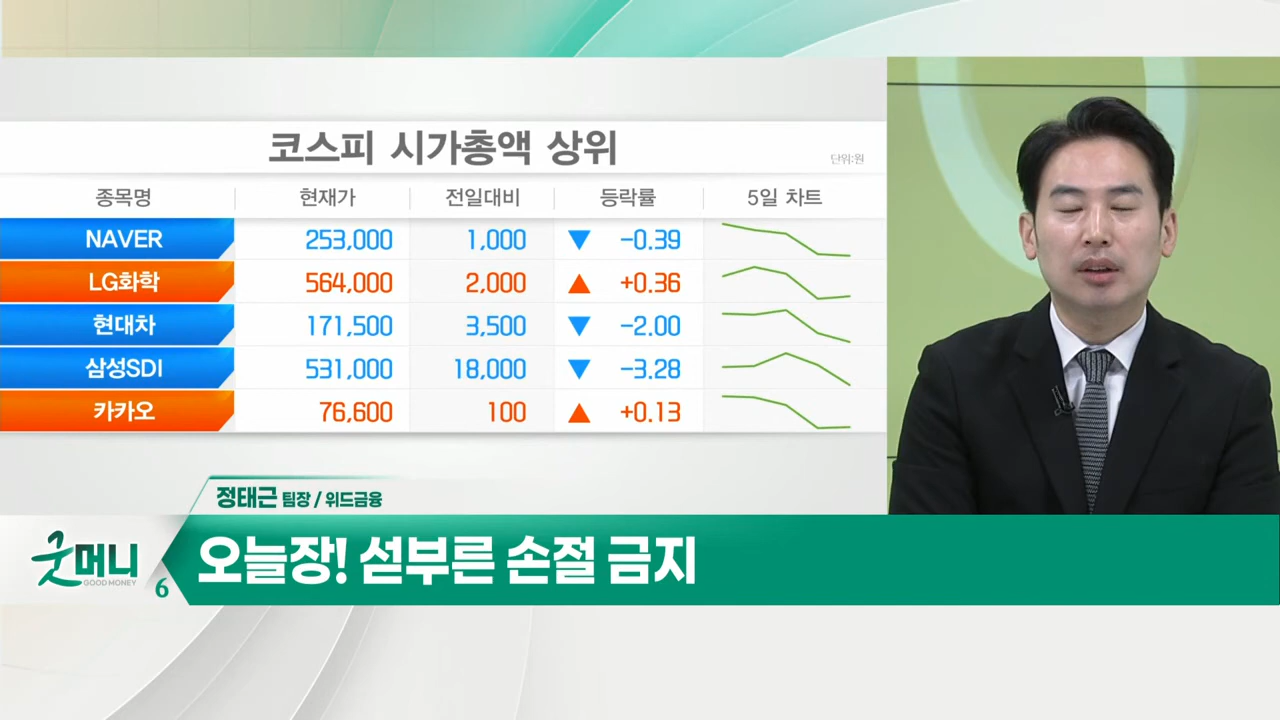 코스피 시가총액 상위
단위:원
종목명 현재가 전일대비 등락률 5일 차트
NAVER 253,000 1,000 ▼ -0.39
LG화학 564,000 2,000 ▲ +0.36
현대차 171,500 3,500 ▼ -2.00
삼성SDI 531,000 18,000 ▼ -3.28
카카오 76,600 100 ▲ +0.13
정태근 팀장 / 위드금융
굿머니
GOOD MONEY
6
오늘장! 섣부른 손절 금지